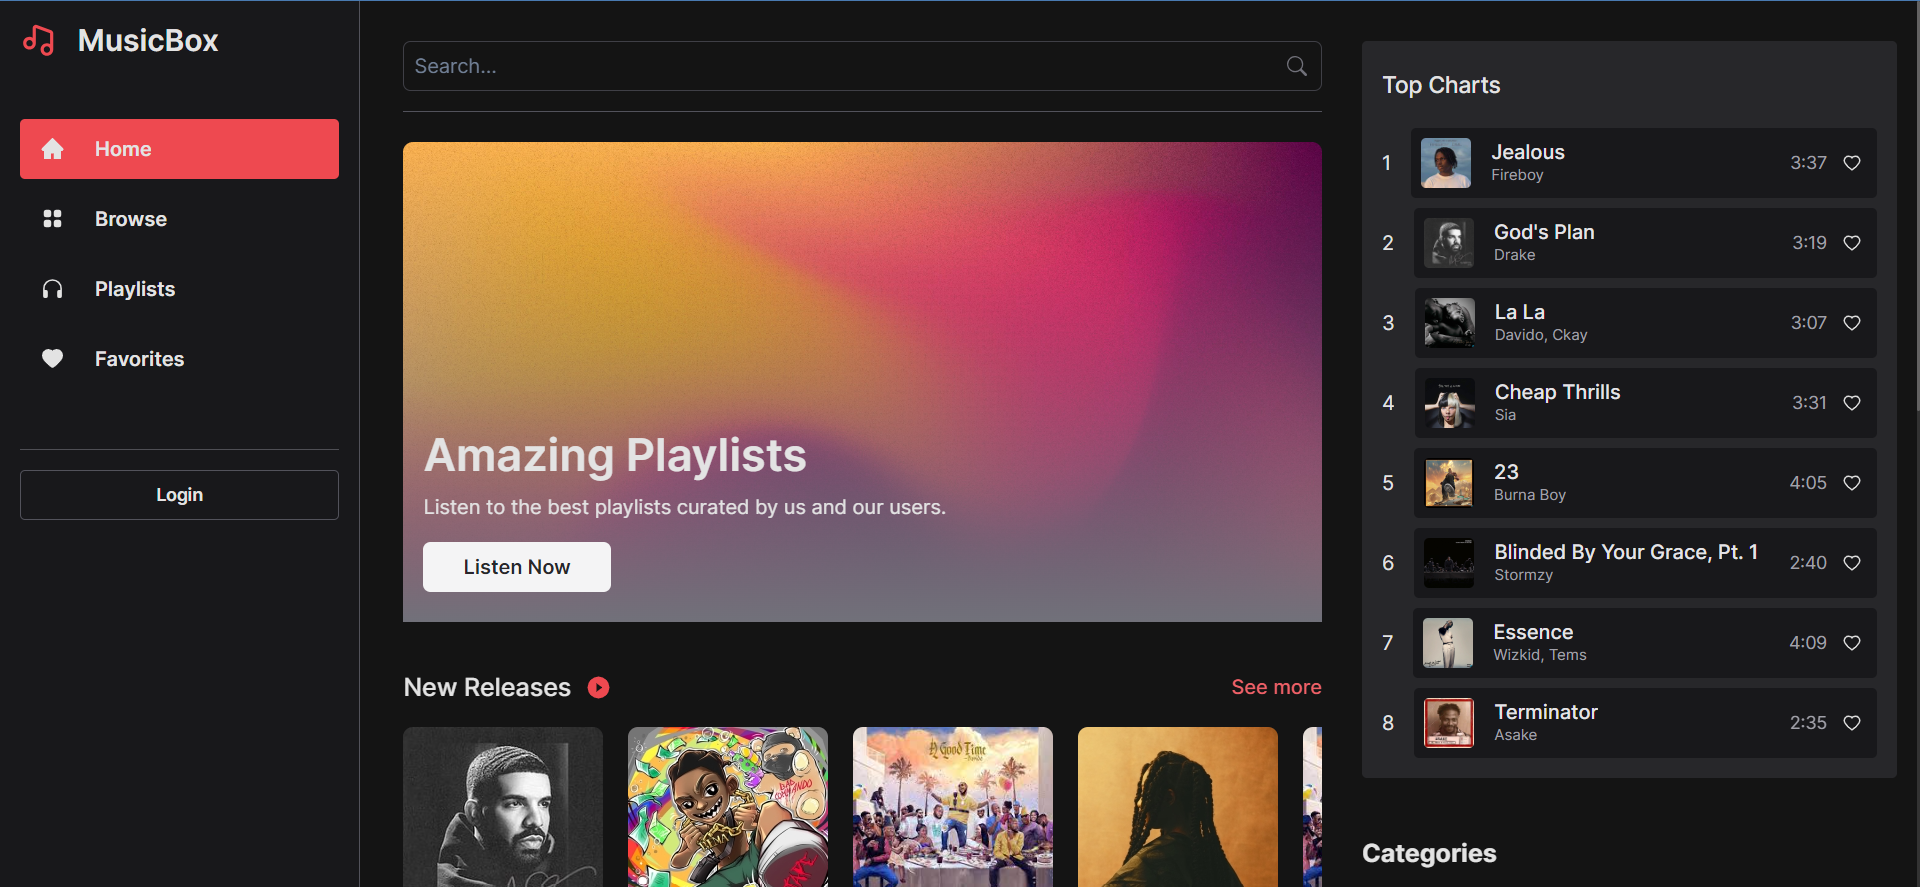 MusicBox
Home
Browse
Playlists
Favorites
Login
Search...
Amazing Playlists
Listen to the best playlists curated by us and our users.
Listen Now
New Releases
See more
A Good Time
Top Charts
1
Jealous
Fireboy
3:37
2
God's Plan
Drake
3:19
3
La La
Davido, Ckay
3:07
4
Cheap Thrills
Sia
3:31
5
23
Burna Boy
4:05
6
Blinded By Your Grace, Pt. 1
Stormzy
2:40
7
Essence
Wizkid, Tems
4:09
8
Terminator
Asake
2:35
Categories